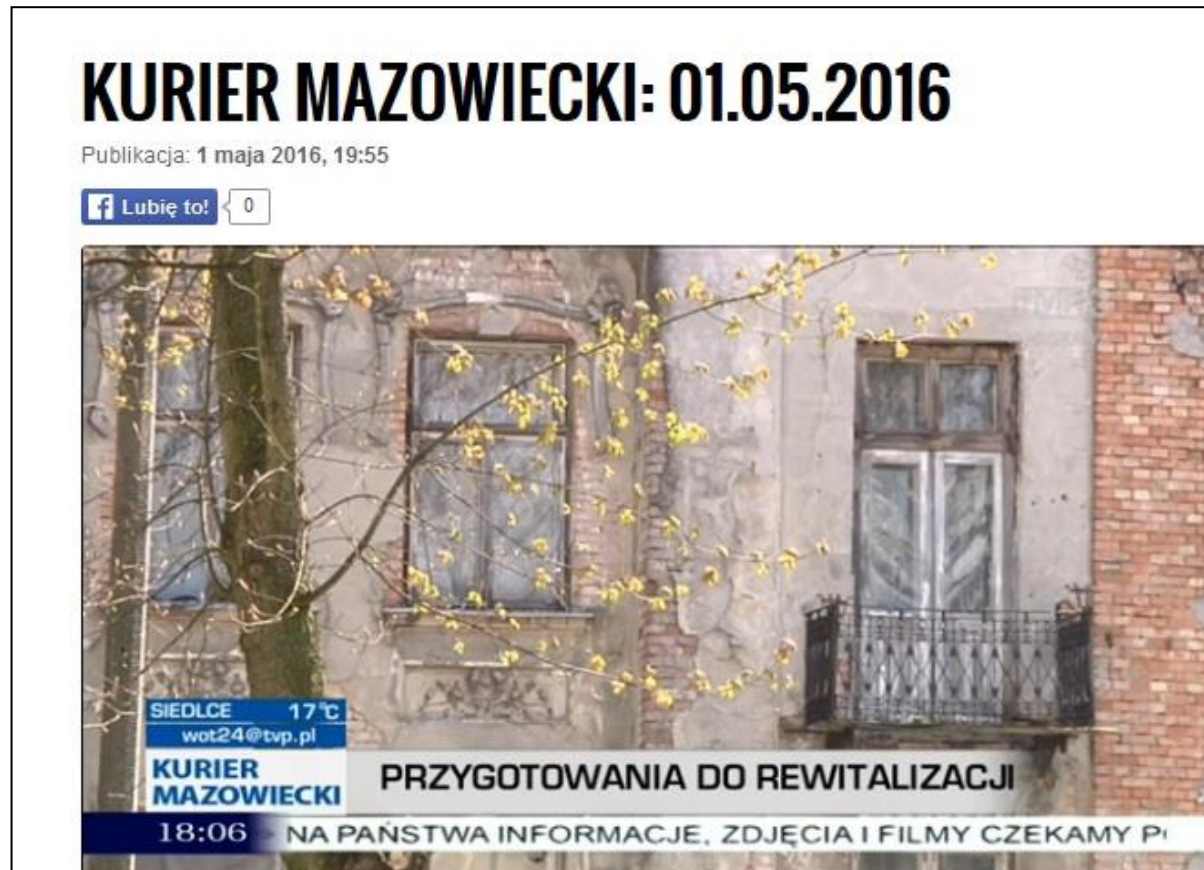 KURIER MAZOWIECKI: 01.05.2016
Publikacja: 1 maja 2016, 19:55
Lubię to! 0
SIEDLCE 17°C
wot24@tvp.pl
KURIER
MAZOWIECKI
PRZYGOTOWANIA DO REWITALIZACJI
18:06 NA PAŃSTWA INFORMACJE, ZDJĘCIA I FILMY CZEKAMY